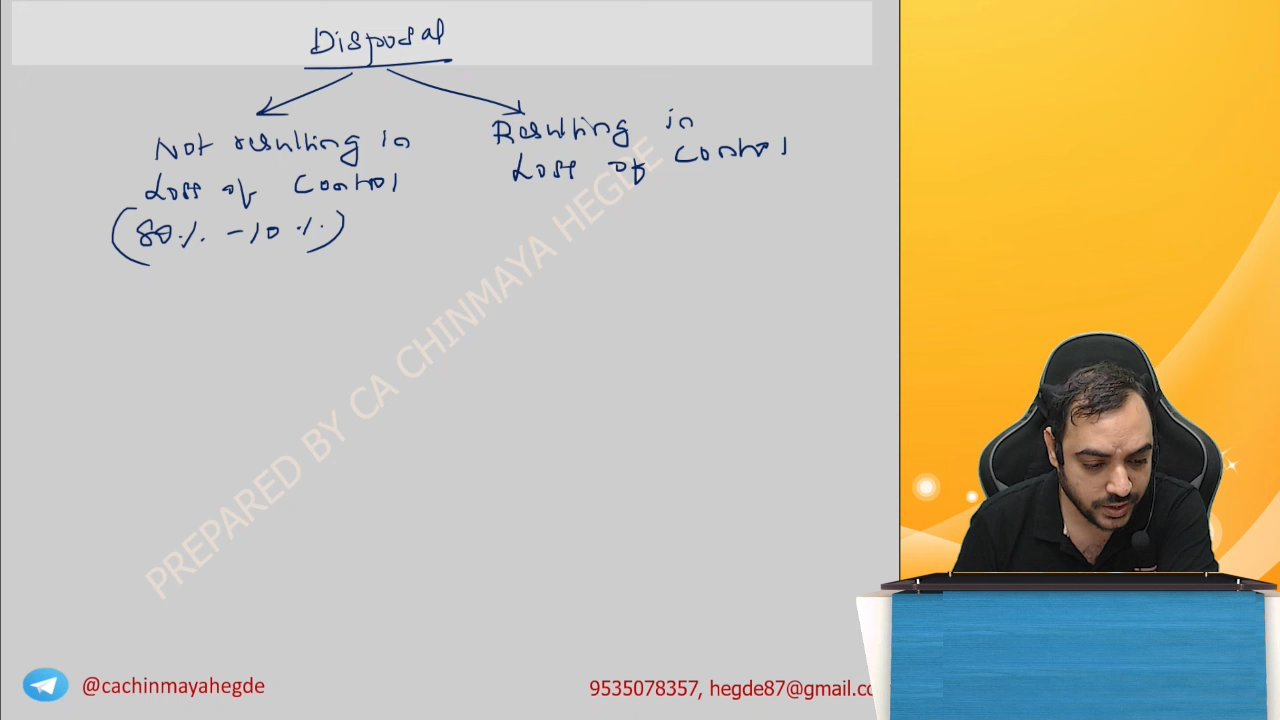 Disposal
Not resulting in
Loss of Control
(80% - 10%)
Resulting in
Loss of Control
PREPARED BY CA CHINMAYA HEGDE
@cachinmayahegde
9535078357, hegde87@gmail.co